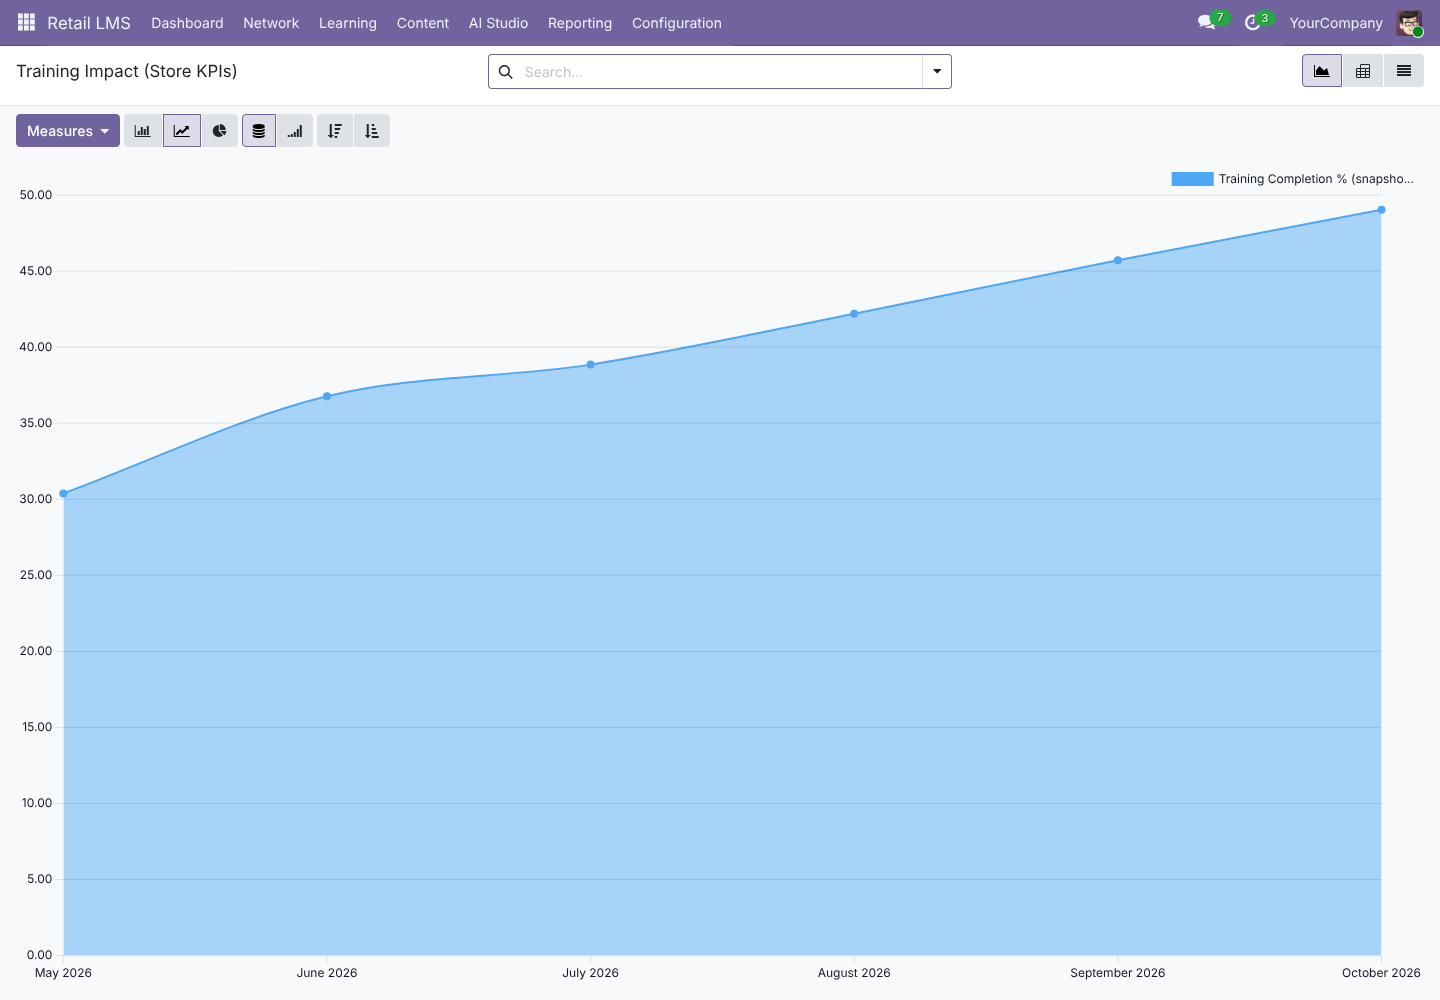 Retail LMS Dashboard Network Learning Content AI Studio Reporting Configuration 7 3 YourCompany
Training Impact (Store KPIs) Search...
Measures
Training Completion % (snapsho...
50.00
45.00
40.00
35.00
30.00
25.00
20.00
15.00
10.00
5.00
0.00
May 2026 June 2026 July 2026 August 2026 September 2026 October 2026